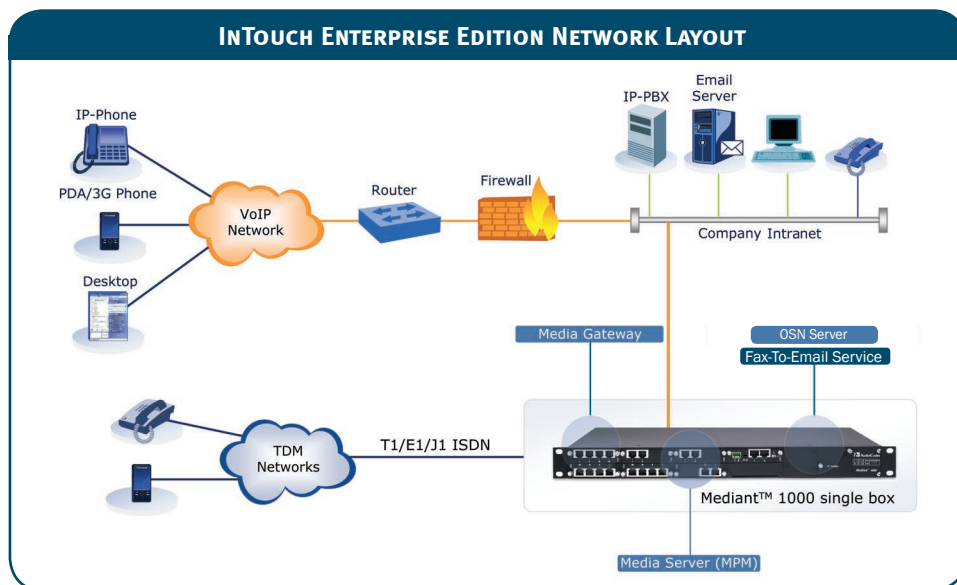 INTOUCH ENTERPRISE EDITION NETWORK LAYOUT
IP-Phone
PDA/3G Phone
Desktop
VoIP
Network
Router
Firewall
IP-PBX
Email
Server
Company Intranet
Media Gateway
OSN Server
Fax-To-Email Service
TDM
Networks
T1/E1/J1 ISDN
AudioCodes
Mediant™ 1000 single box
Media Server (MPM)